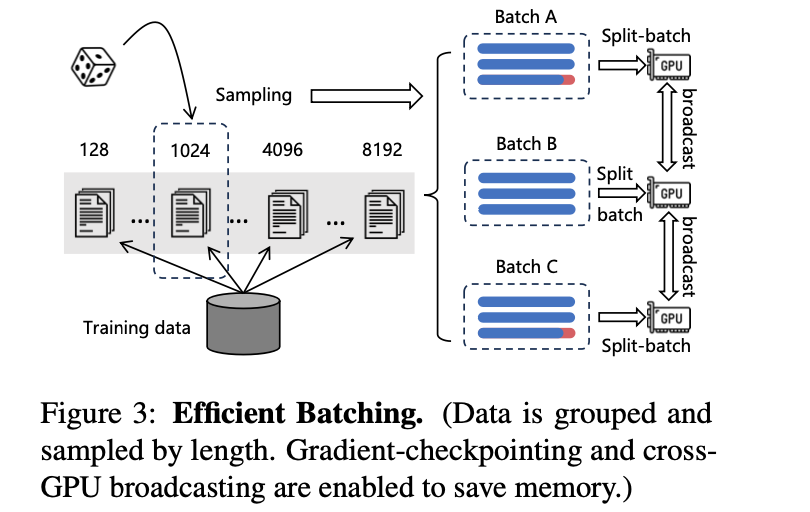 Batch A
Split-batch
GPU
Sampling
broadcast
128
1024
4096
8192
...
...
...
Batch B
Split
batch
GPU
broadcast
Training data
Batch C
GPU
Split-batch
Figure 3: Efficient Batching. (Data is grouped and
sampled by length. Gradient-checkpointing and cross-
GPU broadcasting are enabled to save memory.)